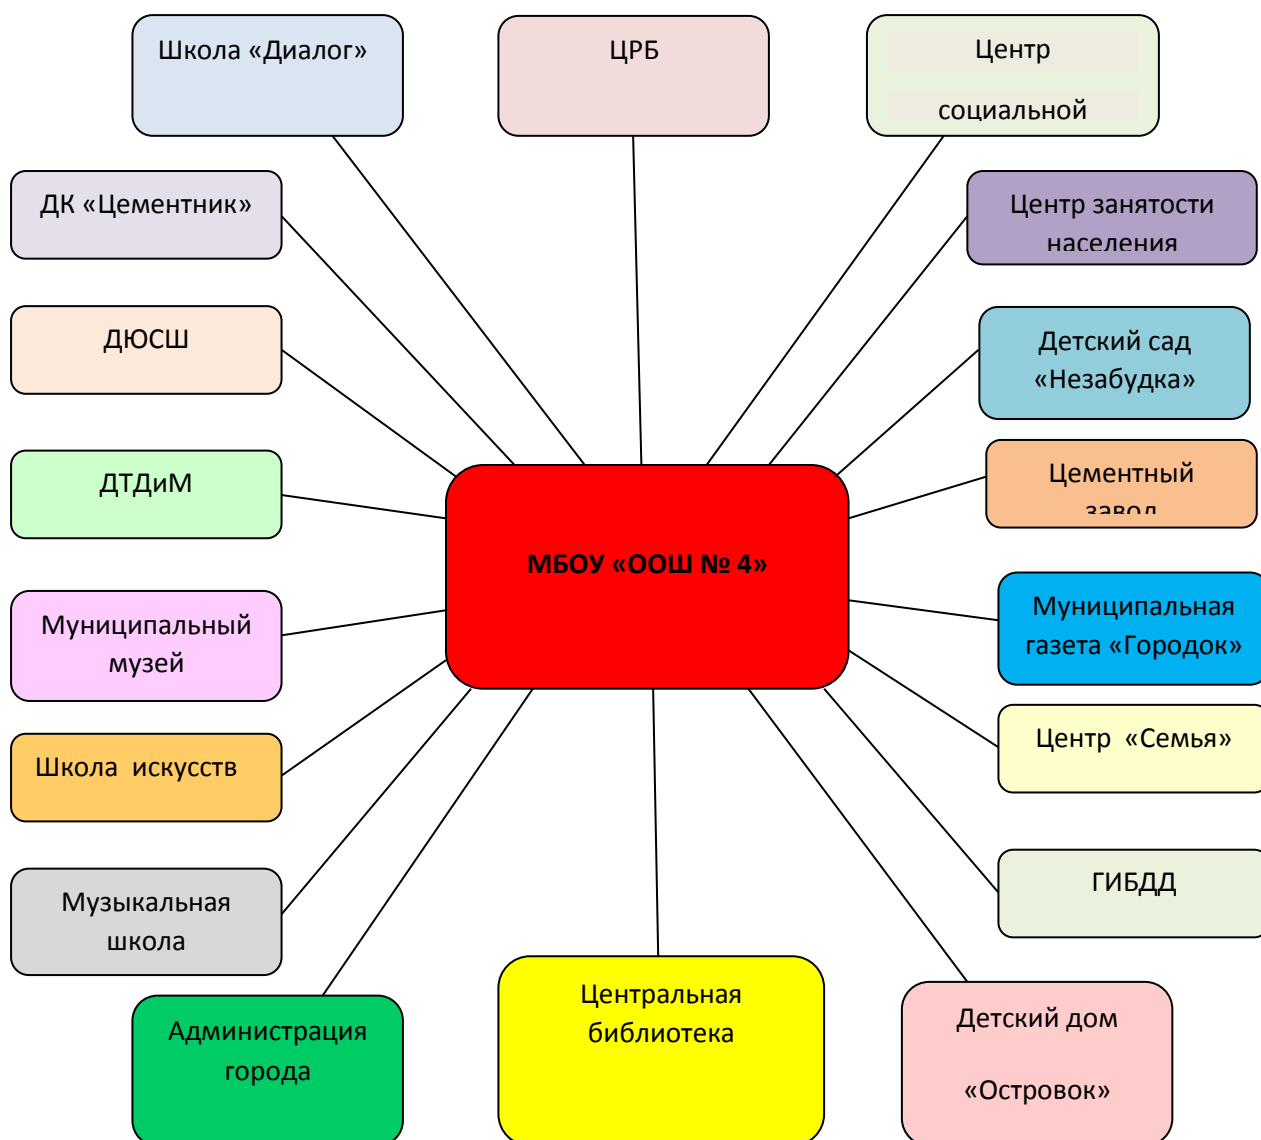 Школа «Диалог»
ЦРБ
Центр
социальной
ДК «Цементник»
Центр занятости
населения
ДЮСШ
Детский сад
«Незабудка»
ДТДиМ
Цементный
завод
МБОУ «ООШ № 4»
Муниципальный
музей
Муниципальная
газета «Городок»
Школа искусств
Центр «Семья»
Музыкальная
школа
ГИБДД
Администрация
города
Центральная
библиотека
Детский дом
«Островок»